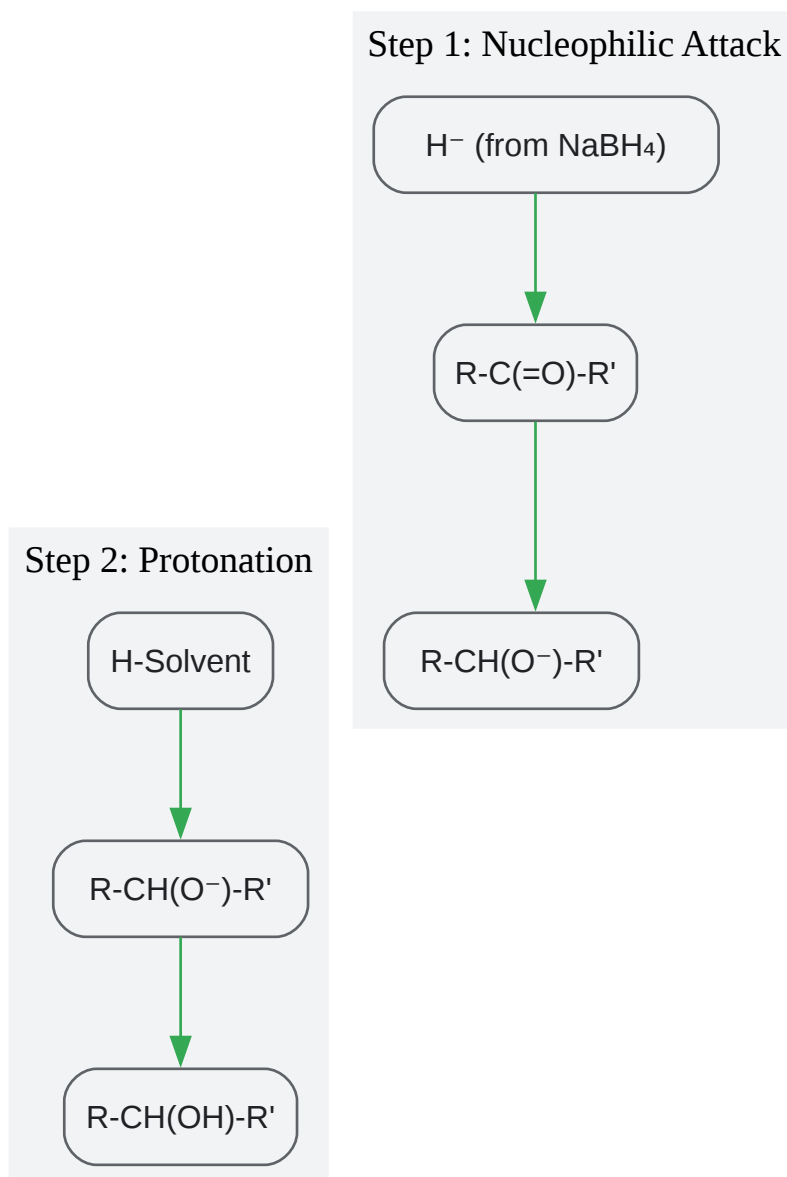 Step 1: Nucleophilic Attack
H⁻ (from NaBH₄)
R-C(=O)-R'
R-CH(O⁻)-R'
Step 2: Protonation
H-Solvent
R-CH(O⁻)-R'
R-CH(OH)-R'